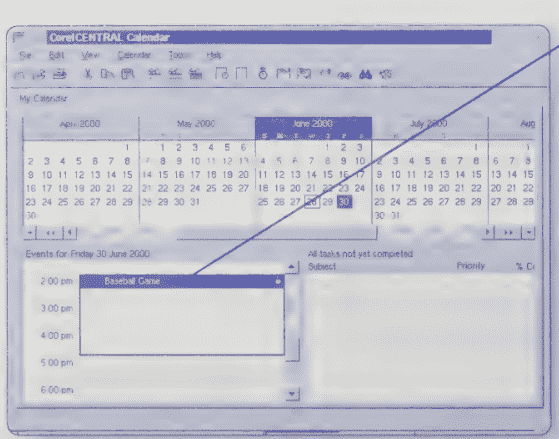 CorelCENTRAL Calendar
File Edit View Calendar Tools Help
My Calendar
April 2000 May 2000 June 2000 July 2000 Aug
S M T W T F S
1 1 2 3 4 5 6 1 2 3 1
2 3 4 5 6 7 8 7 8 9 10 11 12 13 4 5 6 7 8 9 10 2 3 4 5 6 7 8
9 10 11 12 13 14 15 14 15 16 17 18 19 20 11 12 13 14 15 16 17 9 10 11 12 13 14 15
16 17 18 19 20 21 22 21 22 23 24 25 26 27 18 19 20 21 22 23 24 16 17 18 19 20 21 22
23 24 25 26 27 28 29 28 29 30 31 25 26 27 28 29 30 23 24 25 26 27 28 29
30 30 31
Events for Friday 30 June 2000 All tasks not yet completed
Subject Priority %
2:00 pm Baseball Game
3:00 pm
4:00 pm
5:00 pm
6:00 pm